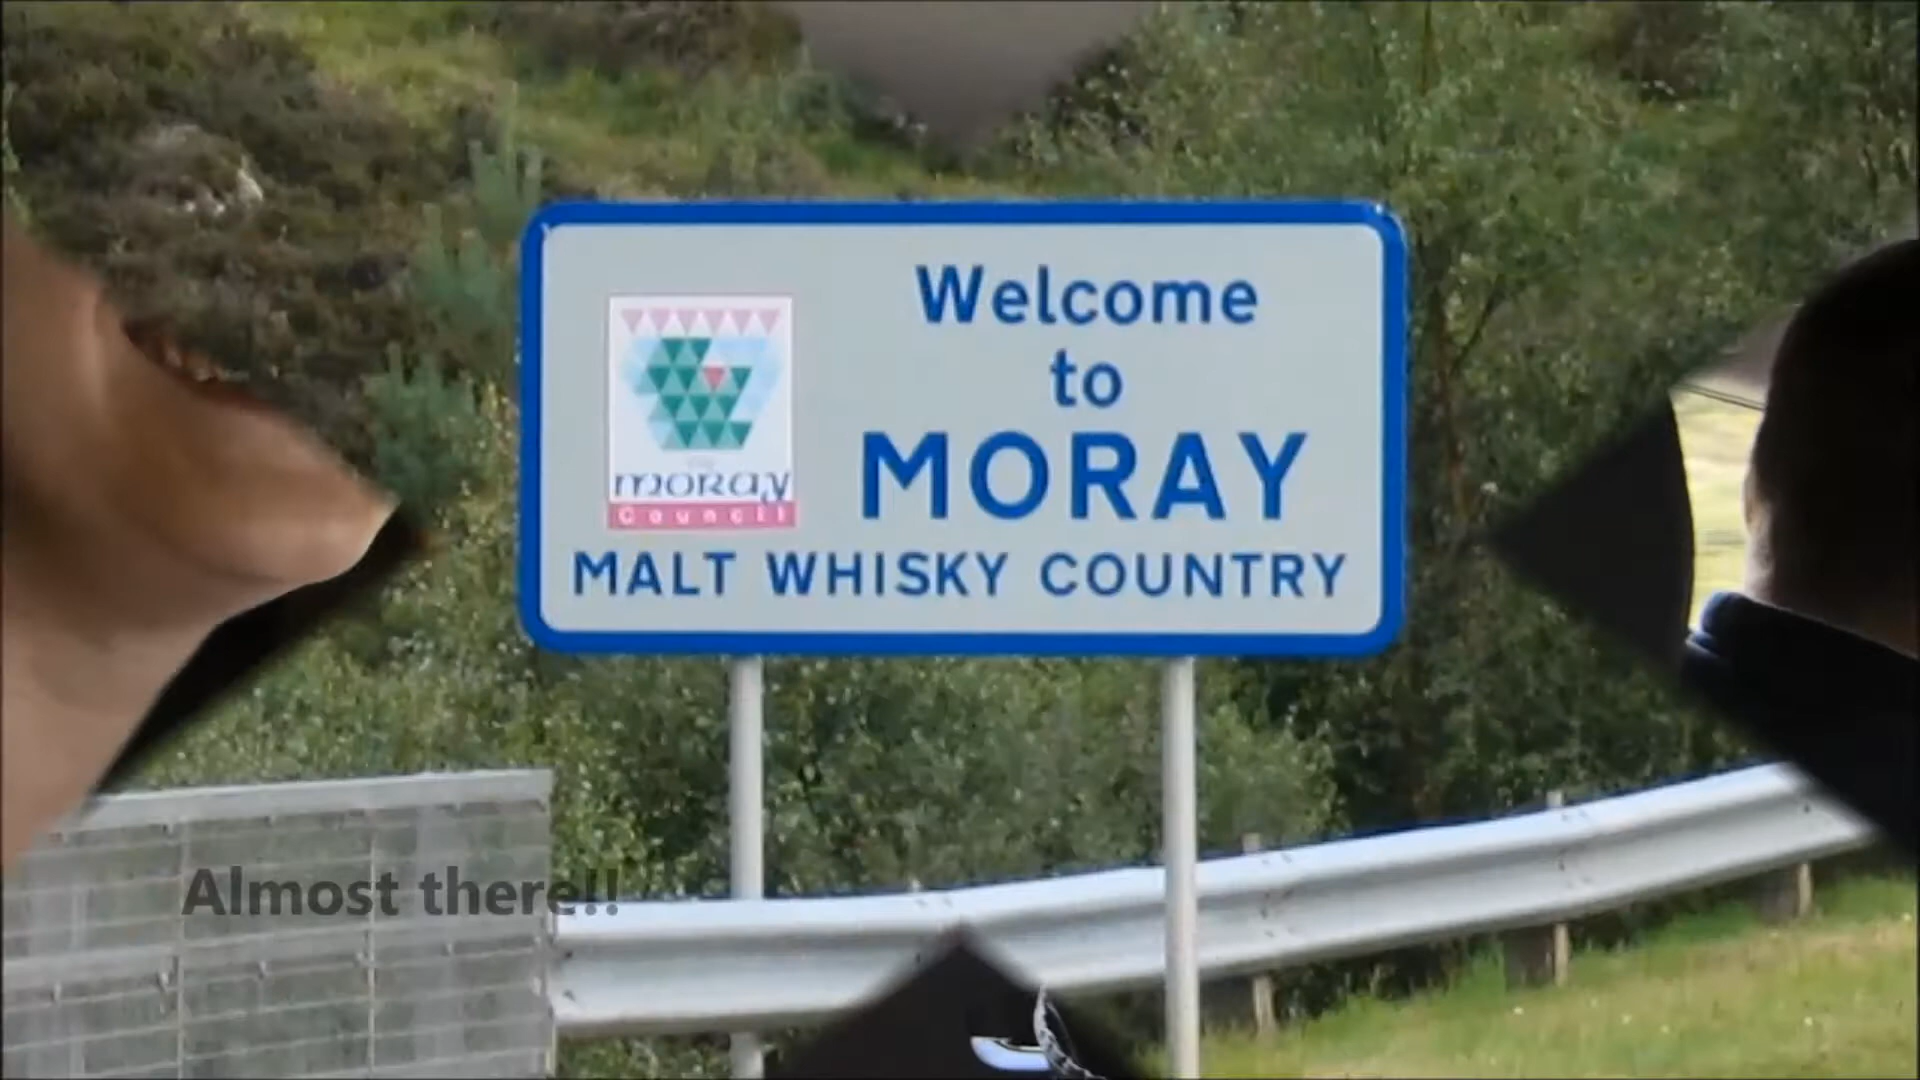 Welcome
to
MORAY
moray
Council
MALT WHISKY COUNTRY
Almost there!!